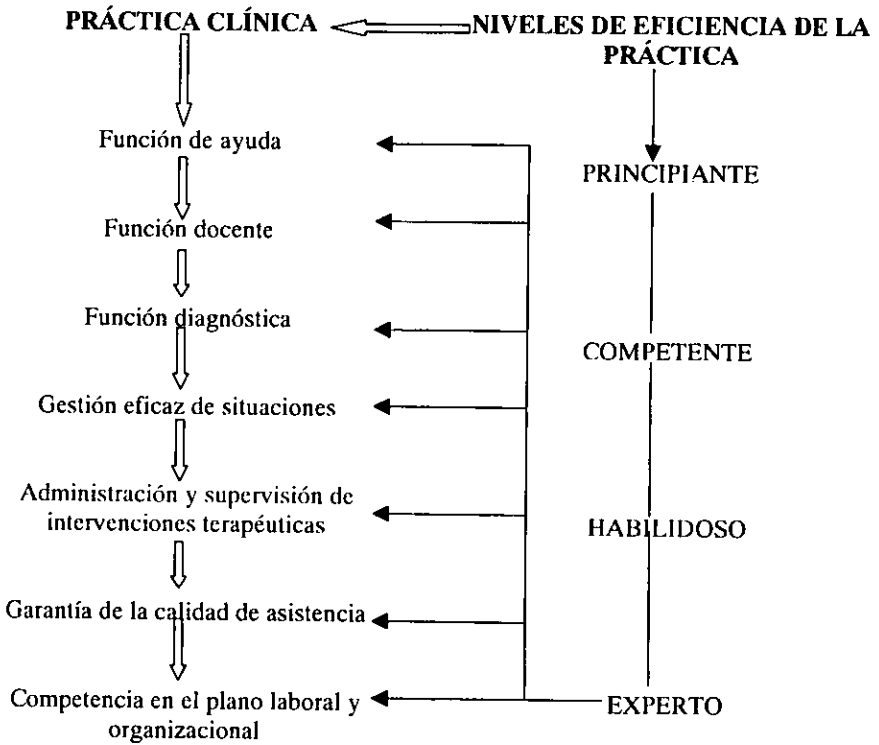 PRÁCTICA CLÍNICA
NIVELES DE EFICIENCIA DE LA
PRÁCTICA
Función de ayuda
PRINCIPIANTE
Función docente
Función diagnóstica
COMPETENTE
Gestión eficaz de situaciones
Administración y supervisión de
intervenciones terapéuticas
HABILIDOSO
Garantía de la calidad de asistencia
Competencia en el plano laboral y
organizacional
EXPERTO